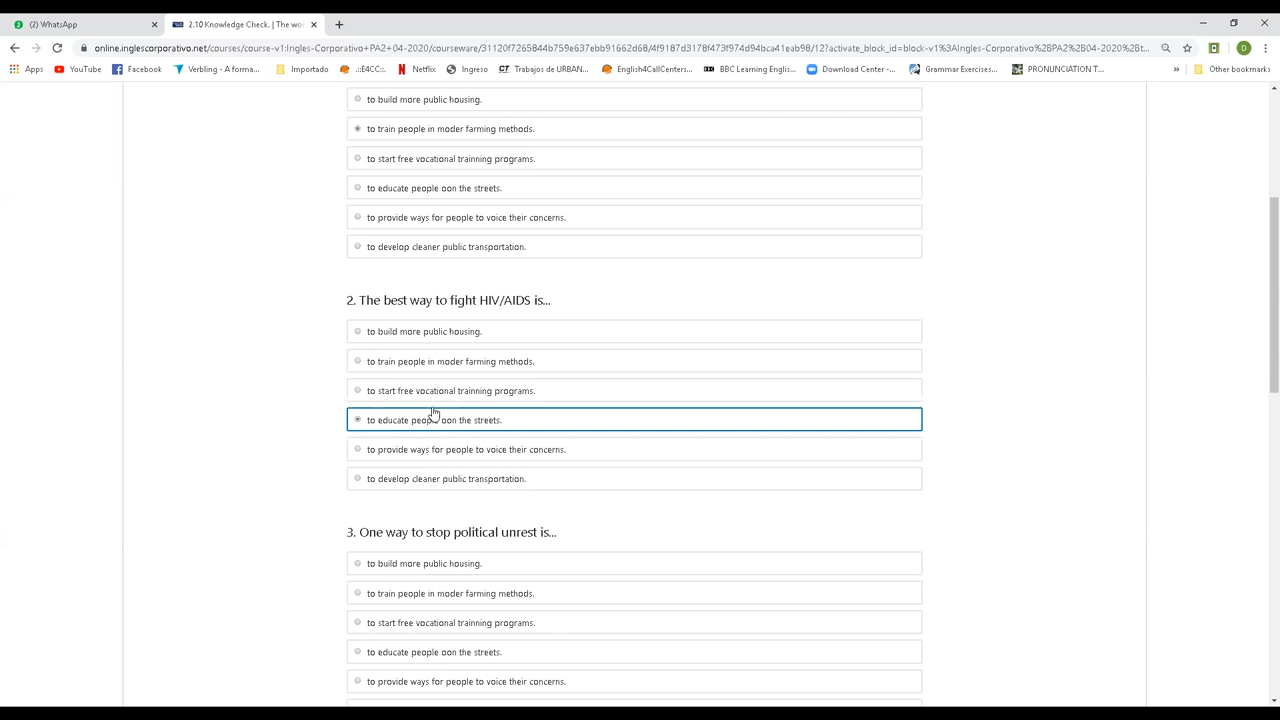 2 (2) WhatsApp
2.10 Knowledge Check. | The wo
online.inglescorporativo.net/courses/course-v1:Ingles-Corporativo+PA2+04-2020/courseware/31120f7265844b759e637ebb91662d68/4f9187d3178f473f974d94bca41eab98/12?activate_block_id=block-v1%3AIngles-Corporativo%2BPA2%2B04-2020%2Bt...
D
Apps YouTube Facebook Verbling - A forma... Importado .::E4CC::. Netflix Ingreso Trabajos de URBAN... English4CallCenters... BBC Learning Englis... Download Center -... Grammar Exercises... PRONUNCIATION T... » Other bookmarks
to build more public housing.
to train people in moder farming methods.
to start free vocational trainning programs.
to educate people oon the streets.
to provide ways for people to voice their concerns.
to develop cleaner public transportation.
2. The best way to fight HIV/AIDS is...
to build more public housing.
to train people in moder farming methods.
to start free vocational trainning programs.
to educate people oon the streets.
to provide ways for people to voice their concerns.
to develop cleaner public transportation.
3. One way to stop political unrest is...
to build more public housing.
to train people in moder farming methods.
to start free vocational trainning programs.
to educate people oon the streets.
to provide ways for people to voice their concerns.